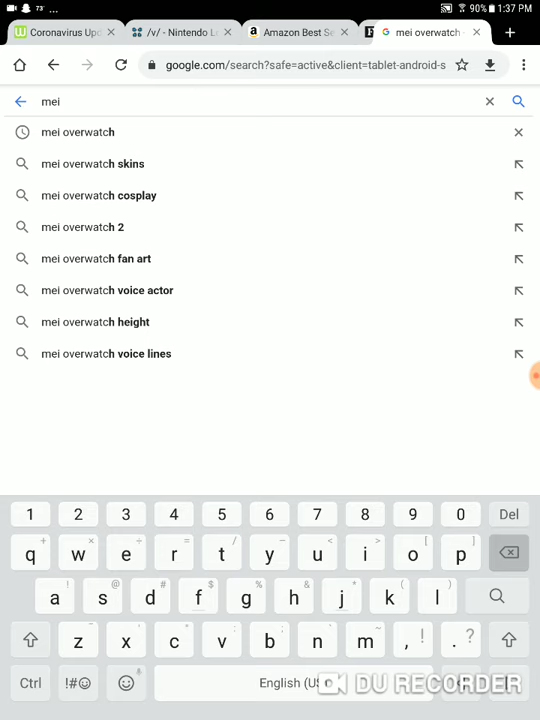 73° ... 90% 1:37 PM
Coronavirus Upd × /v/ - Nintendo L × Amazon Best Se × mei overwatch - ×
google.com/search?safe=active&client=tablet-android-s
mei
mei overwatch
mei overwatch skins
mei overwatch cosplay
mei overwatch 2
mei overwatch fan art
mei overwatch voice actor
mei overwatch height
mei overwatch voice lines
1 2 3 4 5 6 7 8 9 0 Del
+ × ÷ = / _ < > [ ]
q w e r t y u i o p
! @ # $ % ^ & * ( )
a s d f g h j k l
- ' " : ; , ?
z x c v b n m , ! . ?
Ctrl !#☺ English (US) DU RECORDER